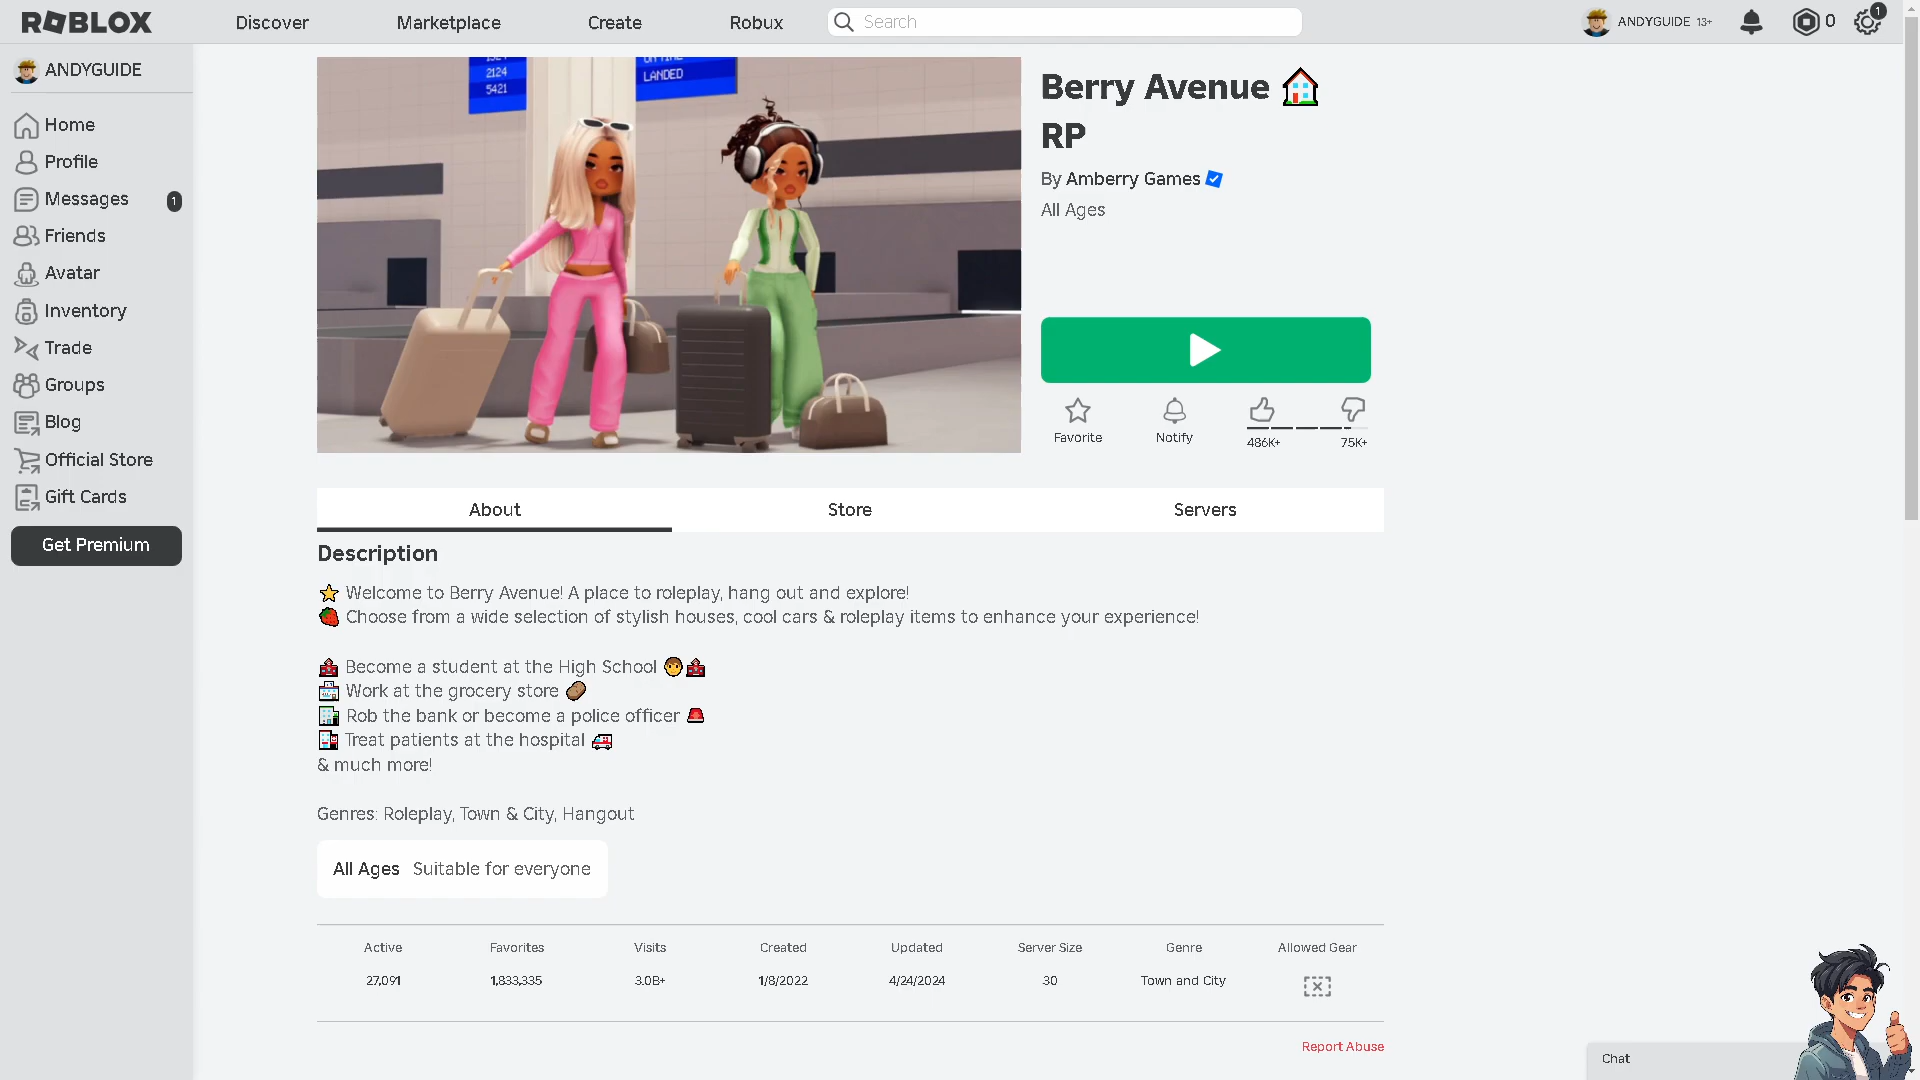 ROBLOX
Discover
Marketplace
Create
Robux
Search
ANDYGUIDE 13+
0
1
ANDYGUIDE
Home
Profile
Messages
1
Friends
Avatar
Inventory
Trade
Groups
Blog
Official Store
Gift Cards
Get Premium
2124
5421
LANDED
Berry Avenue 🏠
RP
By Amberry Games
All Ages
Favorite
Notify
486K+
75K+
About
Store
Servers
Description
⭐ Welcome to Berry Avenue! A place to roleplay, hang out and explore!
🍓 Choose from a wide selection of stylish houses, cool cars & roleplay items to enhance your experience!
🏫 Become a student at the High School 👨🏫
🏪 Work at the grocery store 🥔
🏦 Rob the bank or become a police officer 🚨
🏥 Treat patients at the hospital 🚑
& much more!
Genres: Roleplay, Town & City, Hangout
All Ages Suitable for everyone
Active Favorites Visits Created Updated Server Size Genre Allowed Gear
27,091 1,833,335 3.0B+ 1/8/2022 4/24/2024 30 Town and City
Report Abuse
Chat